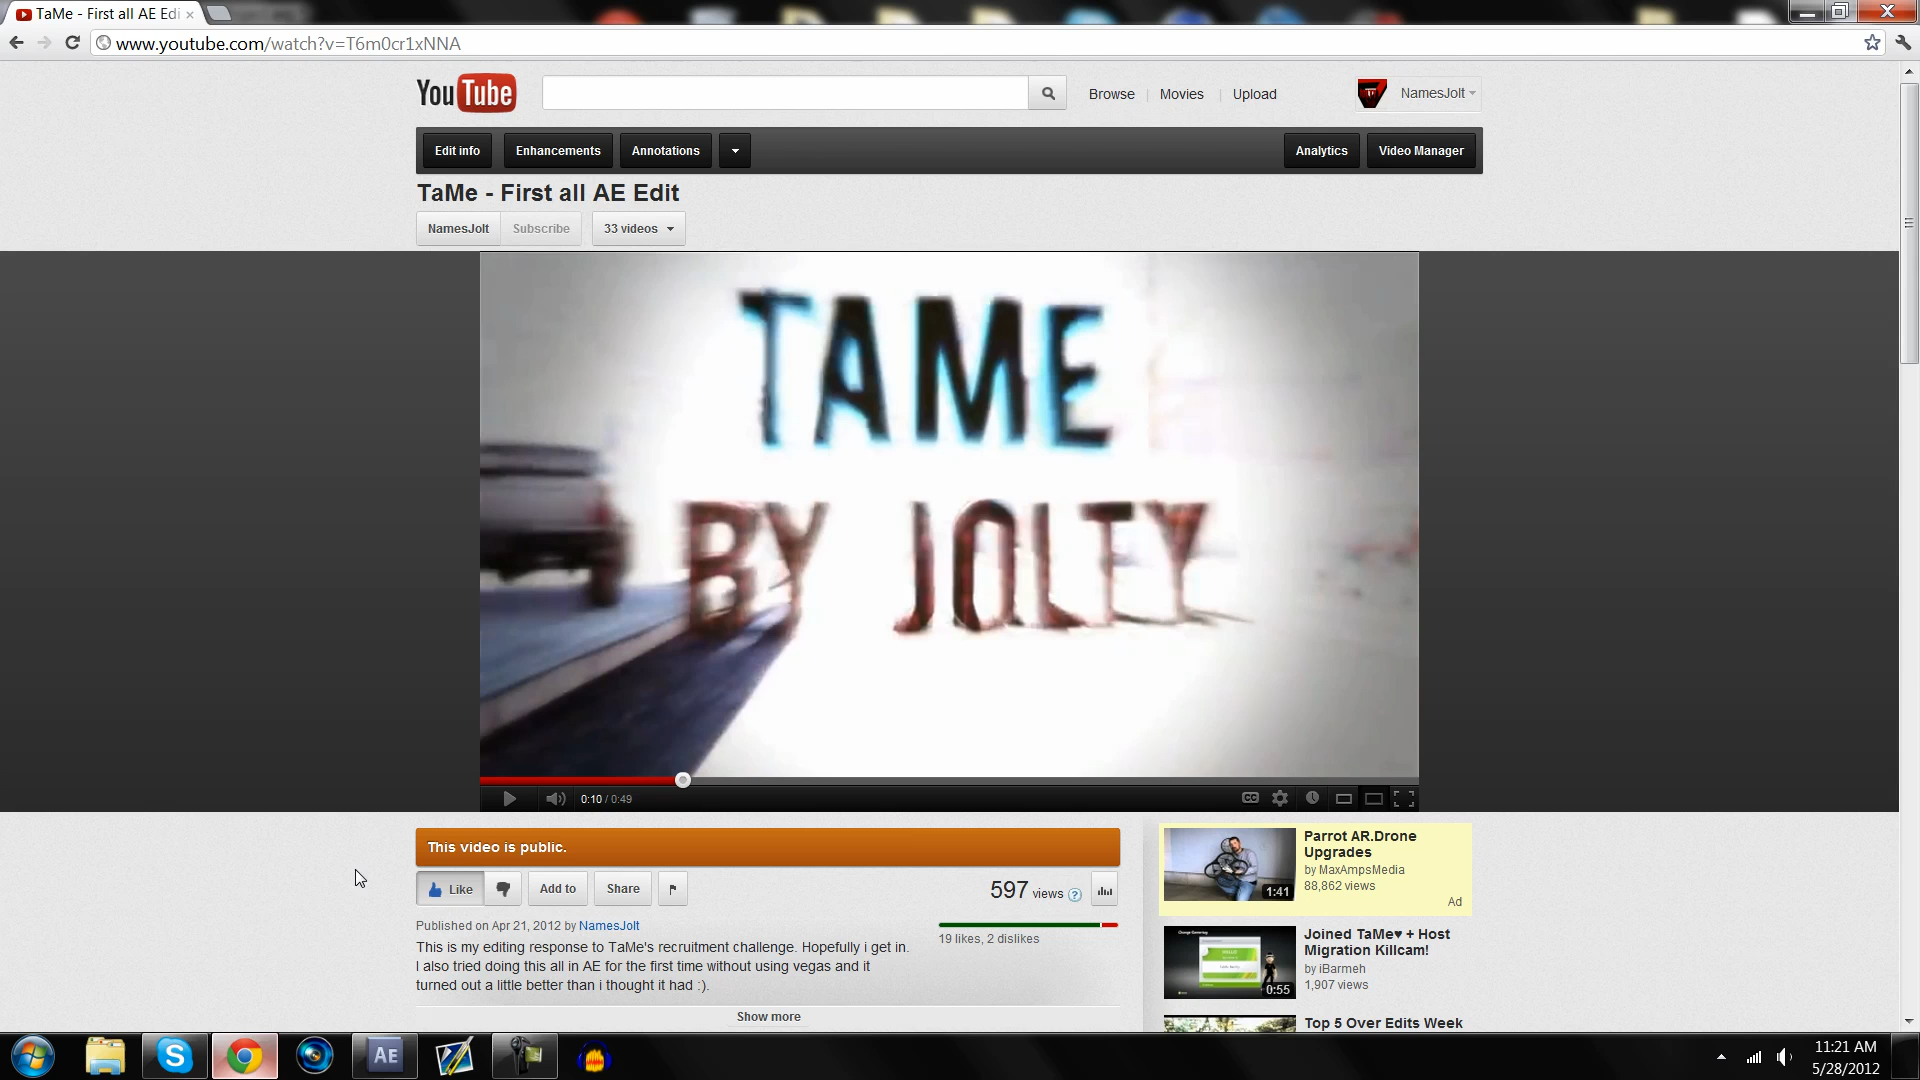 TaMe - First all AE Edi
www.youtube.com/watch?v=T6m0cr1xNNA
YouTube
Browse
Movies
Upload
NamesJolt
Edit info
Enhancements
Annotations
Analytics
Video Manager
TaMe - First all AE Edit
NamesJolt
Subscribe
33 videos
TAME
BY JOLTY
0:10 / 0:49
CC
This video is public.
Like
Add to
Share
597 views
?
Published on Apr 21, 2012 by NamesJolt
19 likes, 2 dislikes
This is my editing response to TaMe's recruitment challenge. Hopefully i get in.
I also tried doing this all in AE for the first time without using vegas and it
turned out a little better than i thought it had :).
Show more
1:41
Parrot AR.Drone
Upgrades
by MaxAmpsMedia
88,862 views
Ad
0:55
Joined TaMe♥ + Host
Migration Killcam!
by iBarmeh
1,907 views
Top 5 Over Edits Week
AE
11:21 AM
5/28/2012